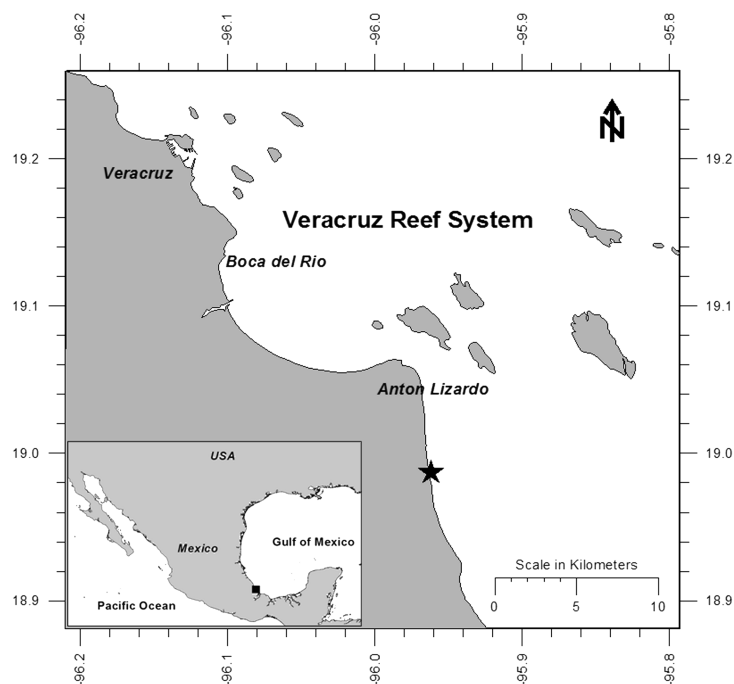 -96.2
-96.1
-96.0
-95.9
-95.8
N
19.2
19.2
Veracruz
Veracruz Reef System
Boca del Rio
19.1
19.1
Anton Lizardo
19.0
19.0
USA
Mexico
Gulf of Mexico
Pacific Ocean
Scale in Kilometers
0 5 10
18.9
18.9
-96.2
-96.1
-96.0
-95.9
-95.8